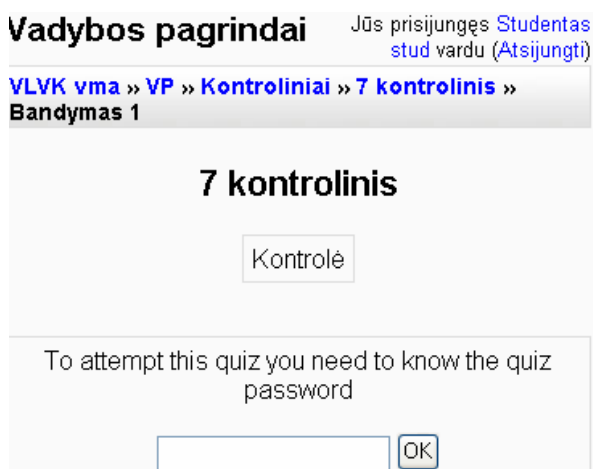 Vadybos pagrindai
Jūs prisijungęs Studentas
stud vardu (Atsijungti)
VLVK vma » VP » Kontroliniai » 7 kontrolinis »
Bandymas 1
7 kontrolinis
Kontrolė
To attempt this quiz you need to know the quiz
password
OK